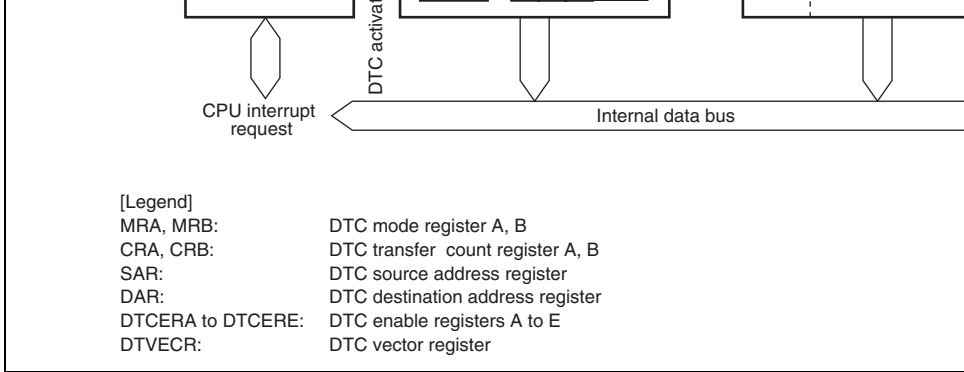 DTC activat
CPU interrupt
request
Internal data bus
[Legend]
MRA, MRB: DTC mode register A, B
CRA, CRB: DTC transfer count register A, B
SAR: DTC source address register
DAR: DTC destination address register
DTCERA to DTCERE: DTC enable registers A to E
DTVECR: DTC vector register